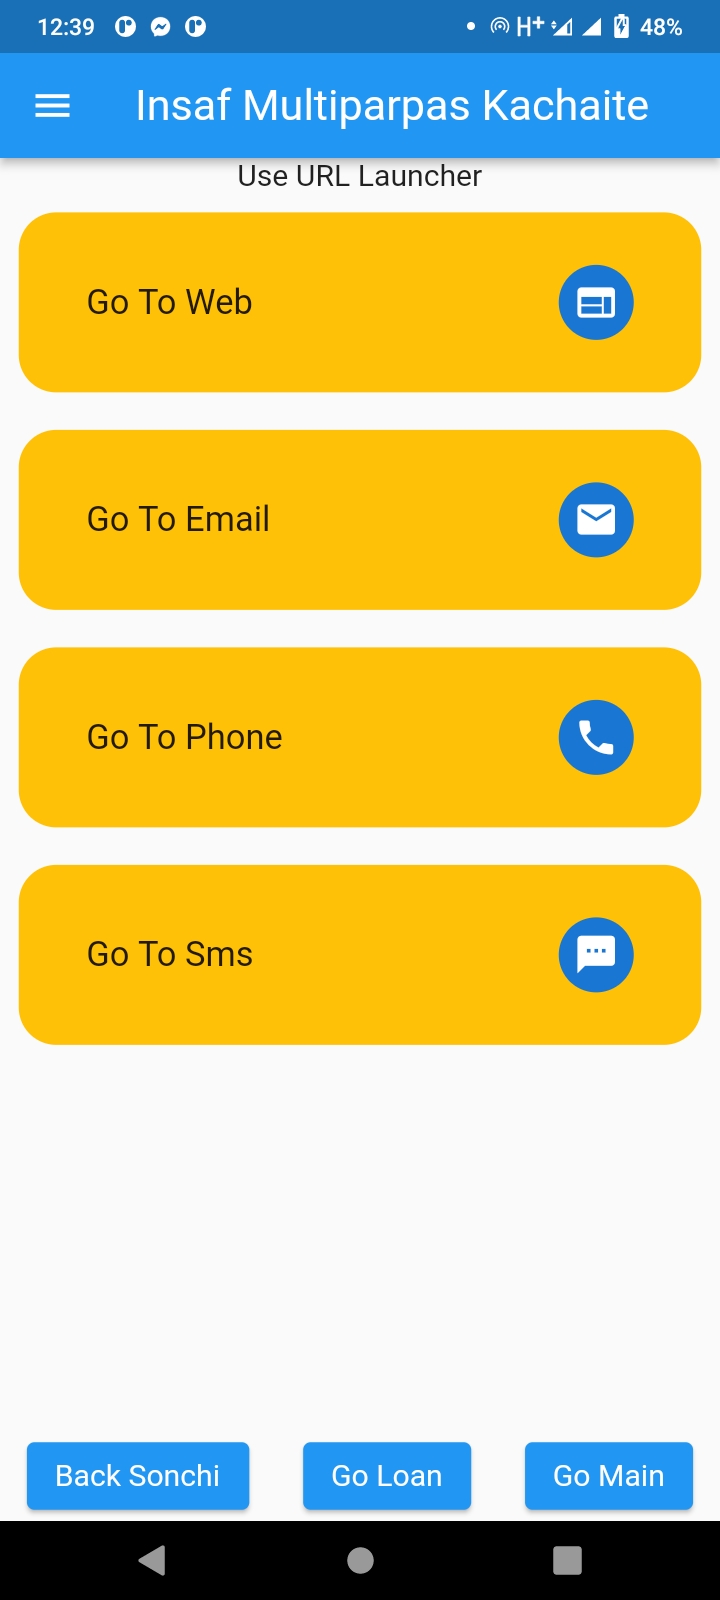 12:39 H+ 48%
Insaf Multiparpas Kachaite
Use URL Launcher
Go To Web
Go To Email
Go To Phone
Go To Sms
Back Sonchi Go Loan Go Main